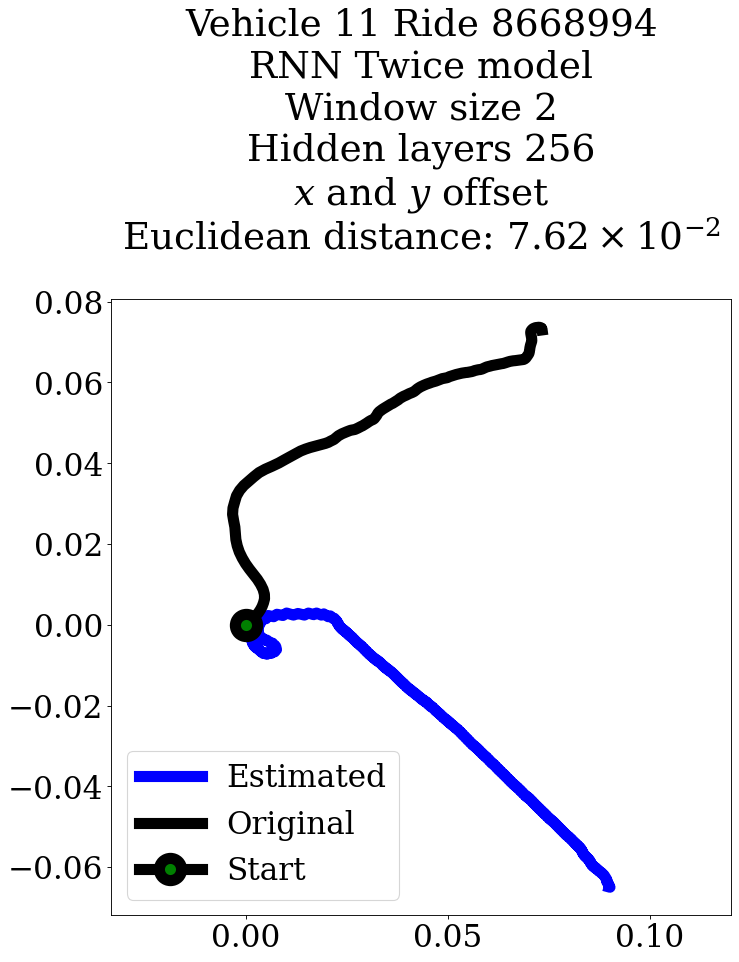 Vehicle 11 Ride 8668994
RNN Twice model
Window size 2
Hidden layers 256
x and y offset
Euclidean distance: 7.62 × 10⁻²
0.08
0.06
0.04
0.02
0.00
−0.02
−0.04
−0.06
Estimated
Original
Start
0.00 0.05 0.10